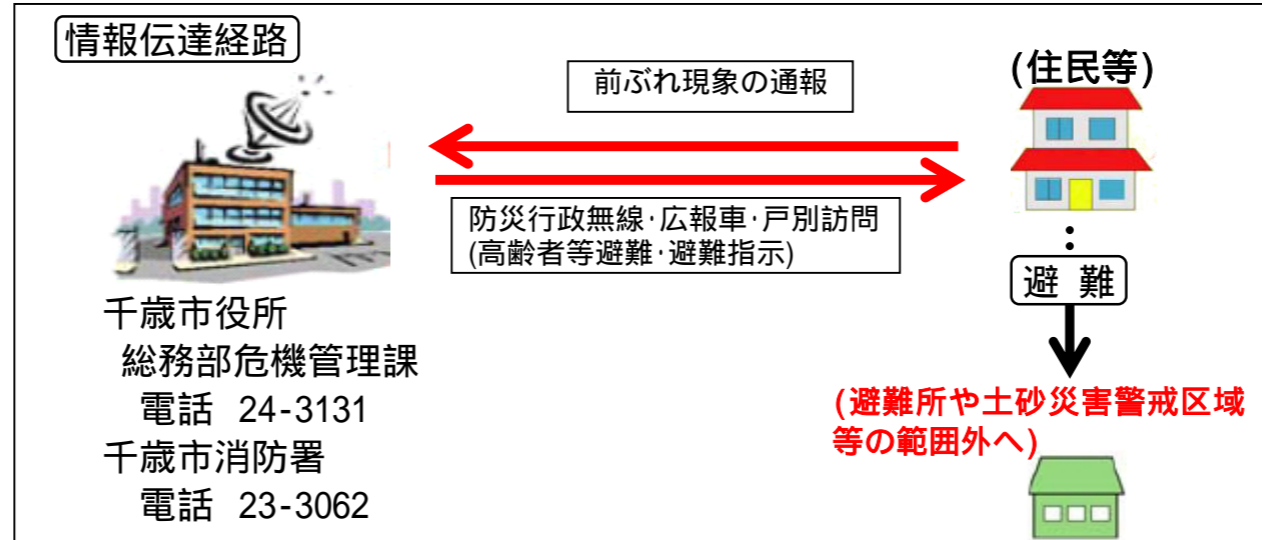 情報伝達経路
前ぶれ現象の通報
(住民等)
防災行政無線･広報車･戸別訪問
(高齢者等避難･避難指示)
避 難
千歳市役所
総務部危機管理課
電話 24-3131
千歳市消防署
電話 23-3062
(避難所や土砂災害警戒区域
等の範囲外へ)